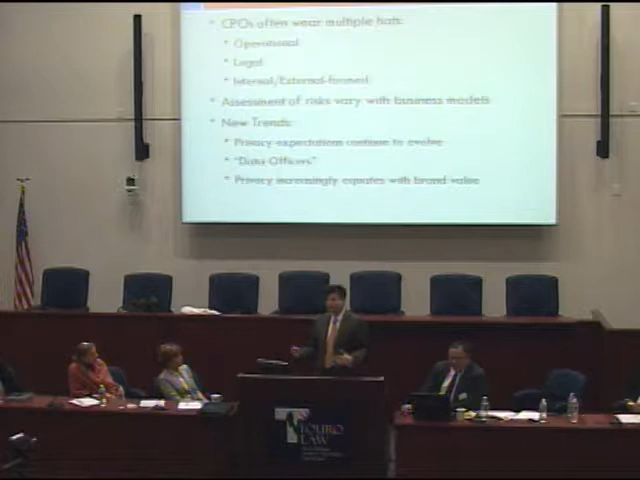 * CPOs often wear multiple hats:
* Operational
* Legal
* Internal/External-focused
* Assessment of risks vary with business models
* New Trends:
* Privacy expectations continue to evolve
* "Data Officers"
* Privacy increasingly equates with brand value
TOURO
LAW